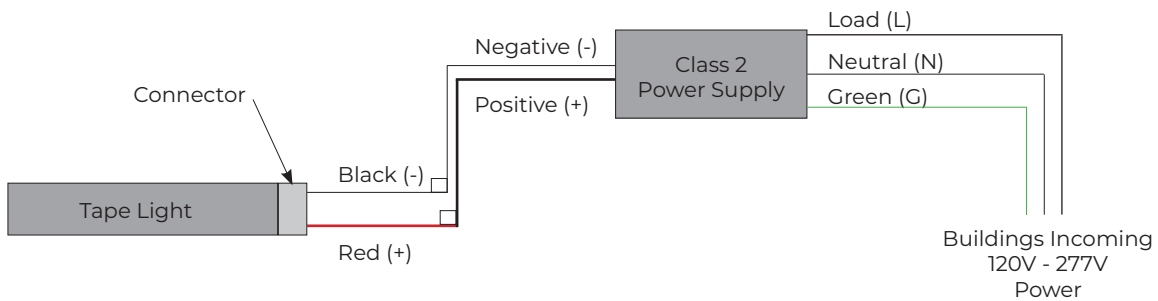 Load (L)
Negative (-)
Class 2
Power Supply
Neutral (N)
Connector
Positive (+)
Green (G)
Black (-)
Tape Light
Red (+)
Buildings Incoming
120V - 277V
Power